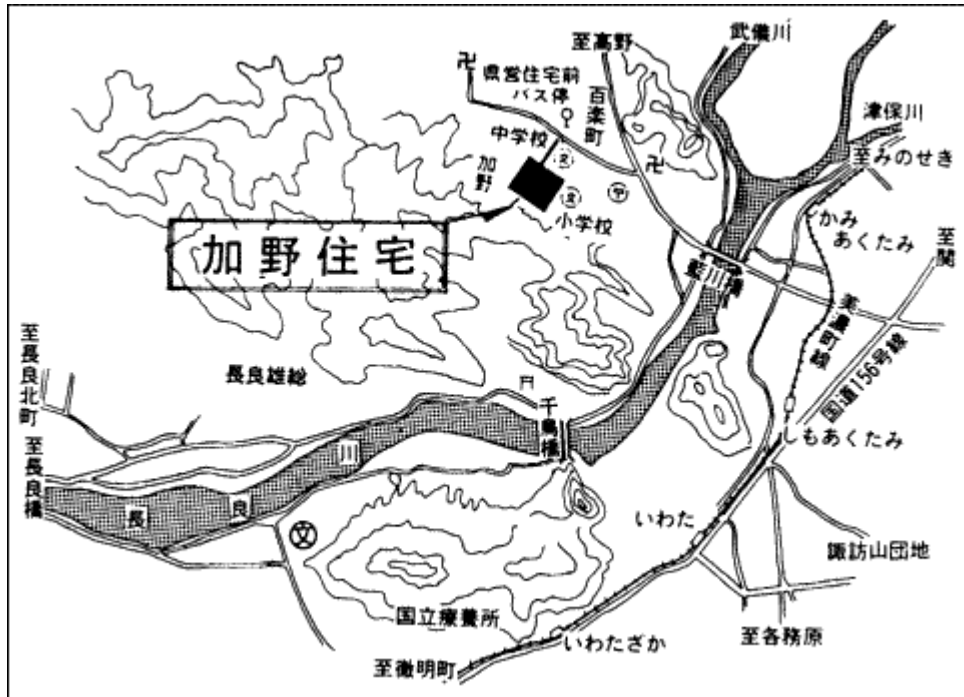 至高野
武儀川
県営住宅前
バス停
百楽町
津保川
中学校
至みのせき
加野
文
〒
文
小学校
加野住宅
かみ
あくたみ
至関
藍川橋
美濃町線
国道156号線
至長良北町
長良雄総
千鳥橋
しもあくたみ
至長良橋
長良川
文
いわた
諏訪山団地
国立療養所
いわたざか
至各務原
至徹明町